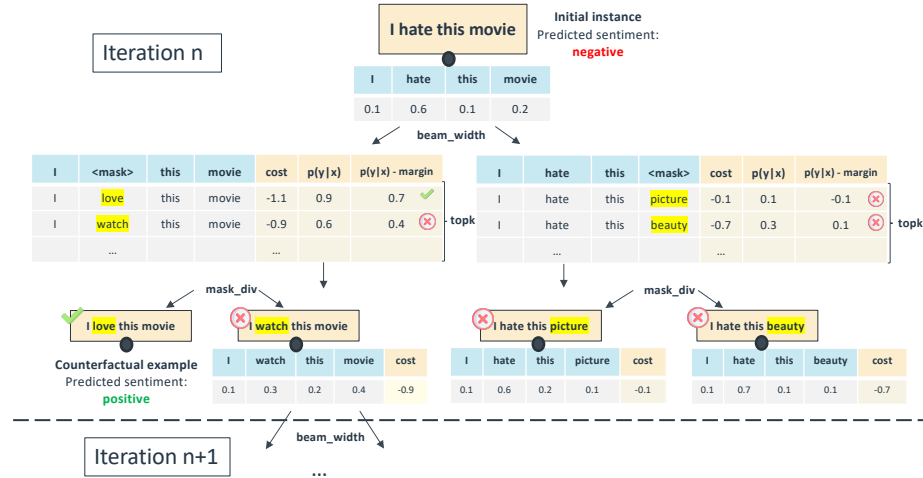 Iteration n
I hate this movie
Initial instance
Predicted sentiment:
negative
I hate this movie
0.1 0.6 0.1 0.2
beam_width
I <mask> this movie cost p(y|x) p(y|x) - margin
I love this movie -1.1 0.9 0.7
I watch this movie -0.9 0.6 0.4
... ...
topk
I hate this <mask> cost p(y|x) p(y|x) - margin
I hate this picture -0.1 0.1 -0.1
I hate this beauty -0.7 0.3 0.1
... ...
topk
mask_div
mask_div
I love this movie
I watch this movie
I hate this picture
I hate this beauty
Counterfactual example
Predicted sentiment:
positive
I watch this movie cost
0.1 0.3 0.2 0.4 -0.9
I hate this picture cost
0.1 0.6 0.2 0.1 -0.1
I hate this beauty cost
0.1 0.7 0.1 0.1 -0.7
beam_width
Iteration n+1
...